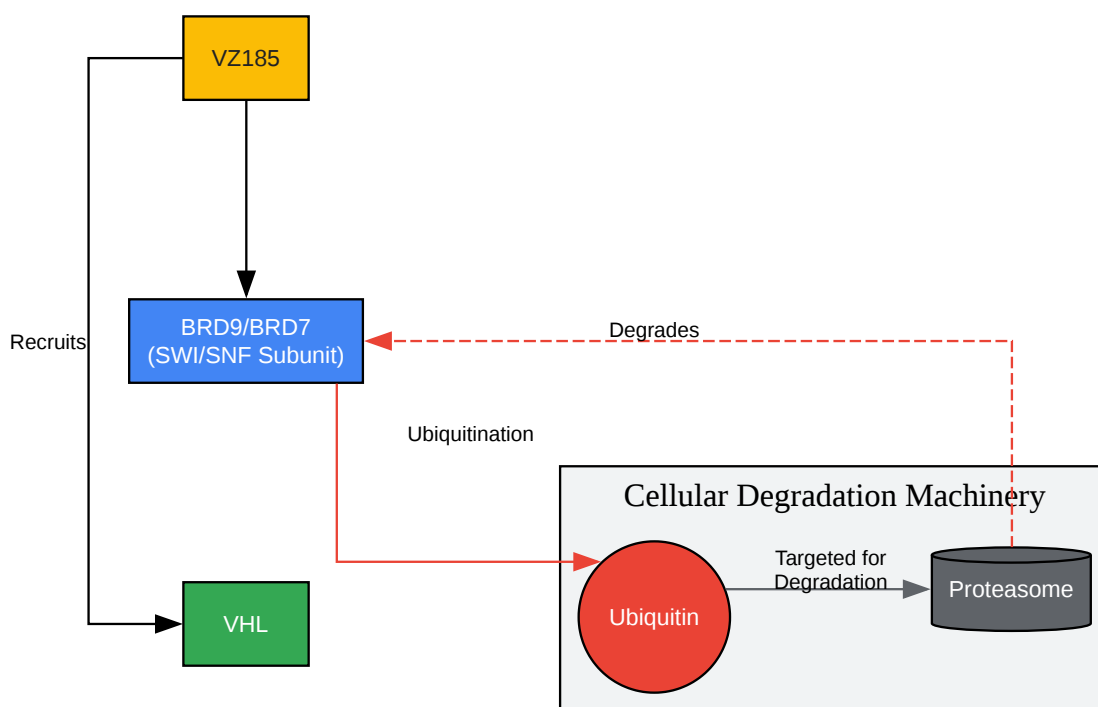 VZ185
BRD9/BRD7
(SWI/SNF Subunit)
Recruits
Degrades
Ubiquitination
Cellular Degradation Machinery
Targeted for
Degradation
Proteasome
Ubiquitin
VHL